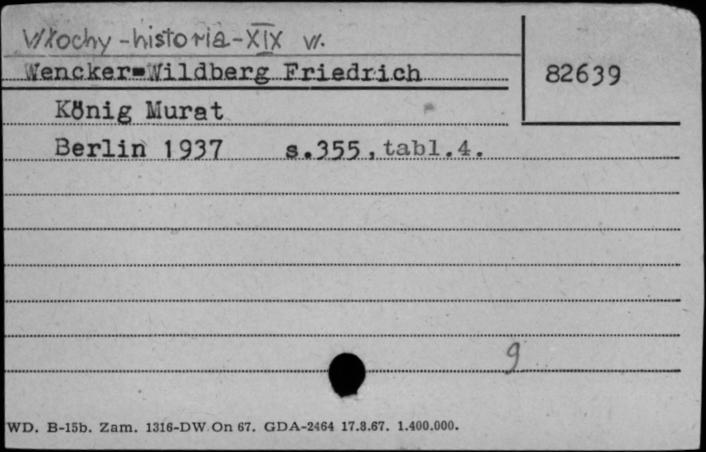 Włochy - historia - XIX w.
Wencker-Wildberg Friedrich
82639
König Murat
Berlin 1937 s.355, tabl.4.
9
WD. B-15b. Zam. 1316-DW On 67. GDA-2464 17.8.67. 1.400.000.